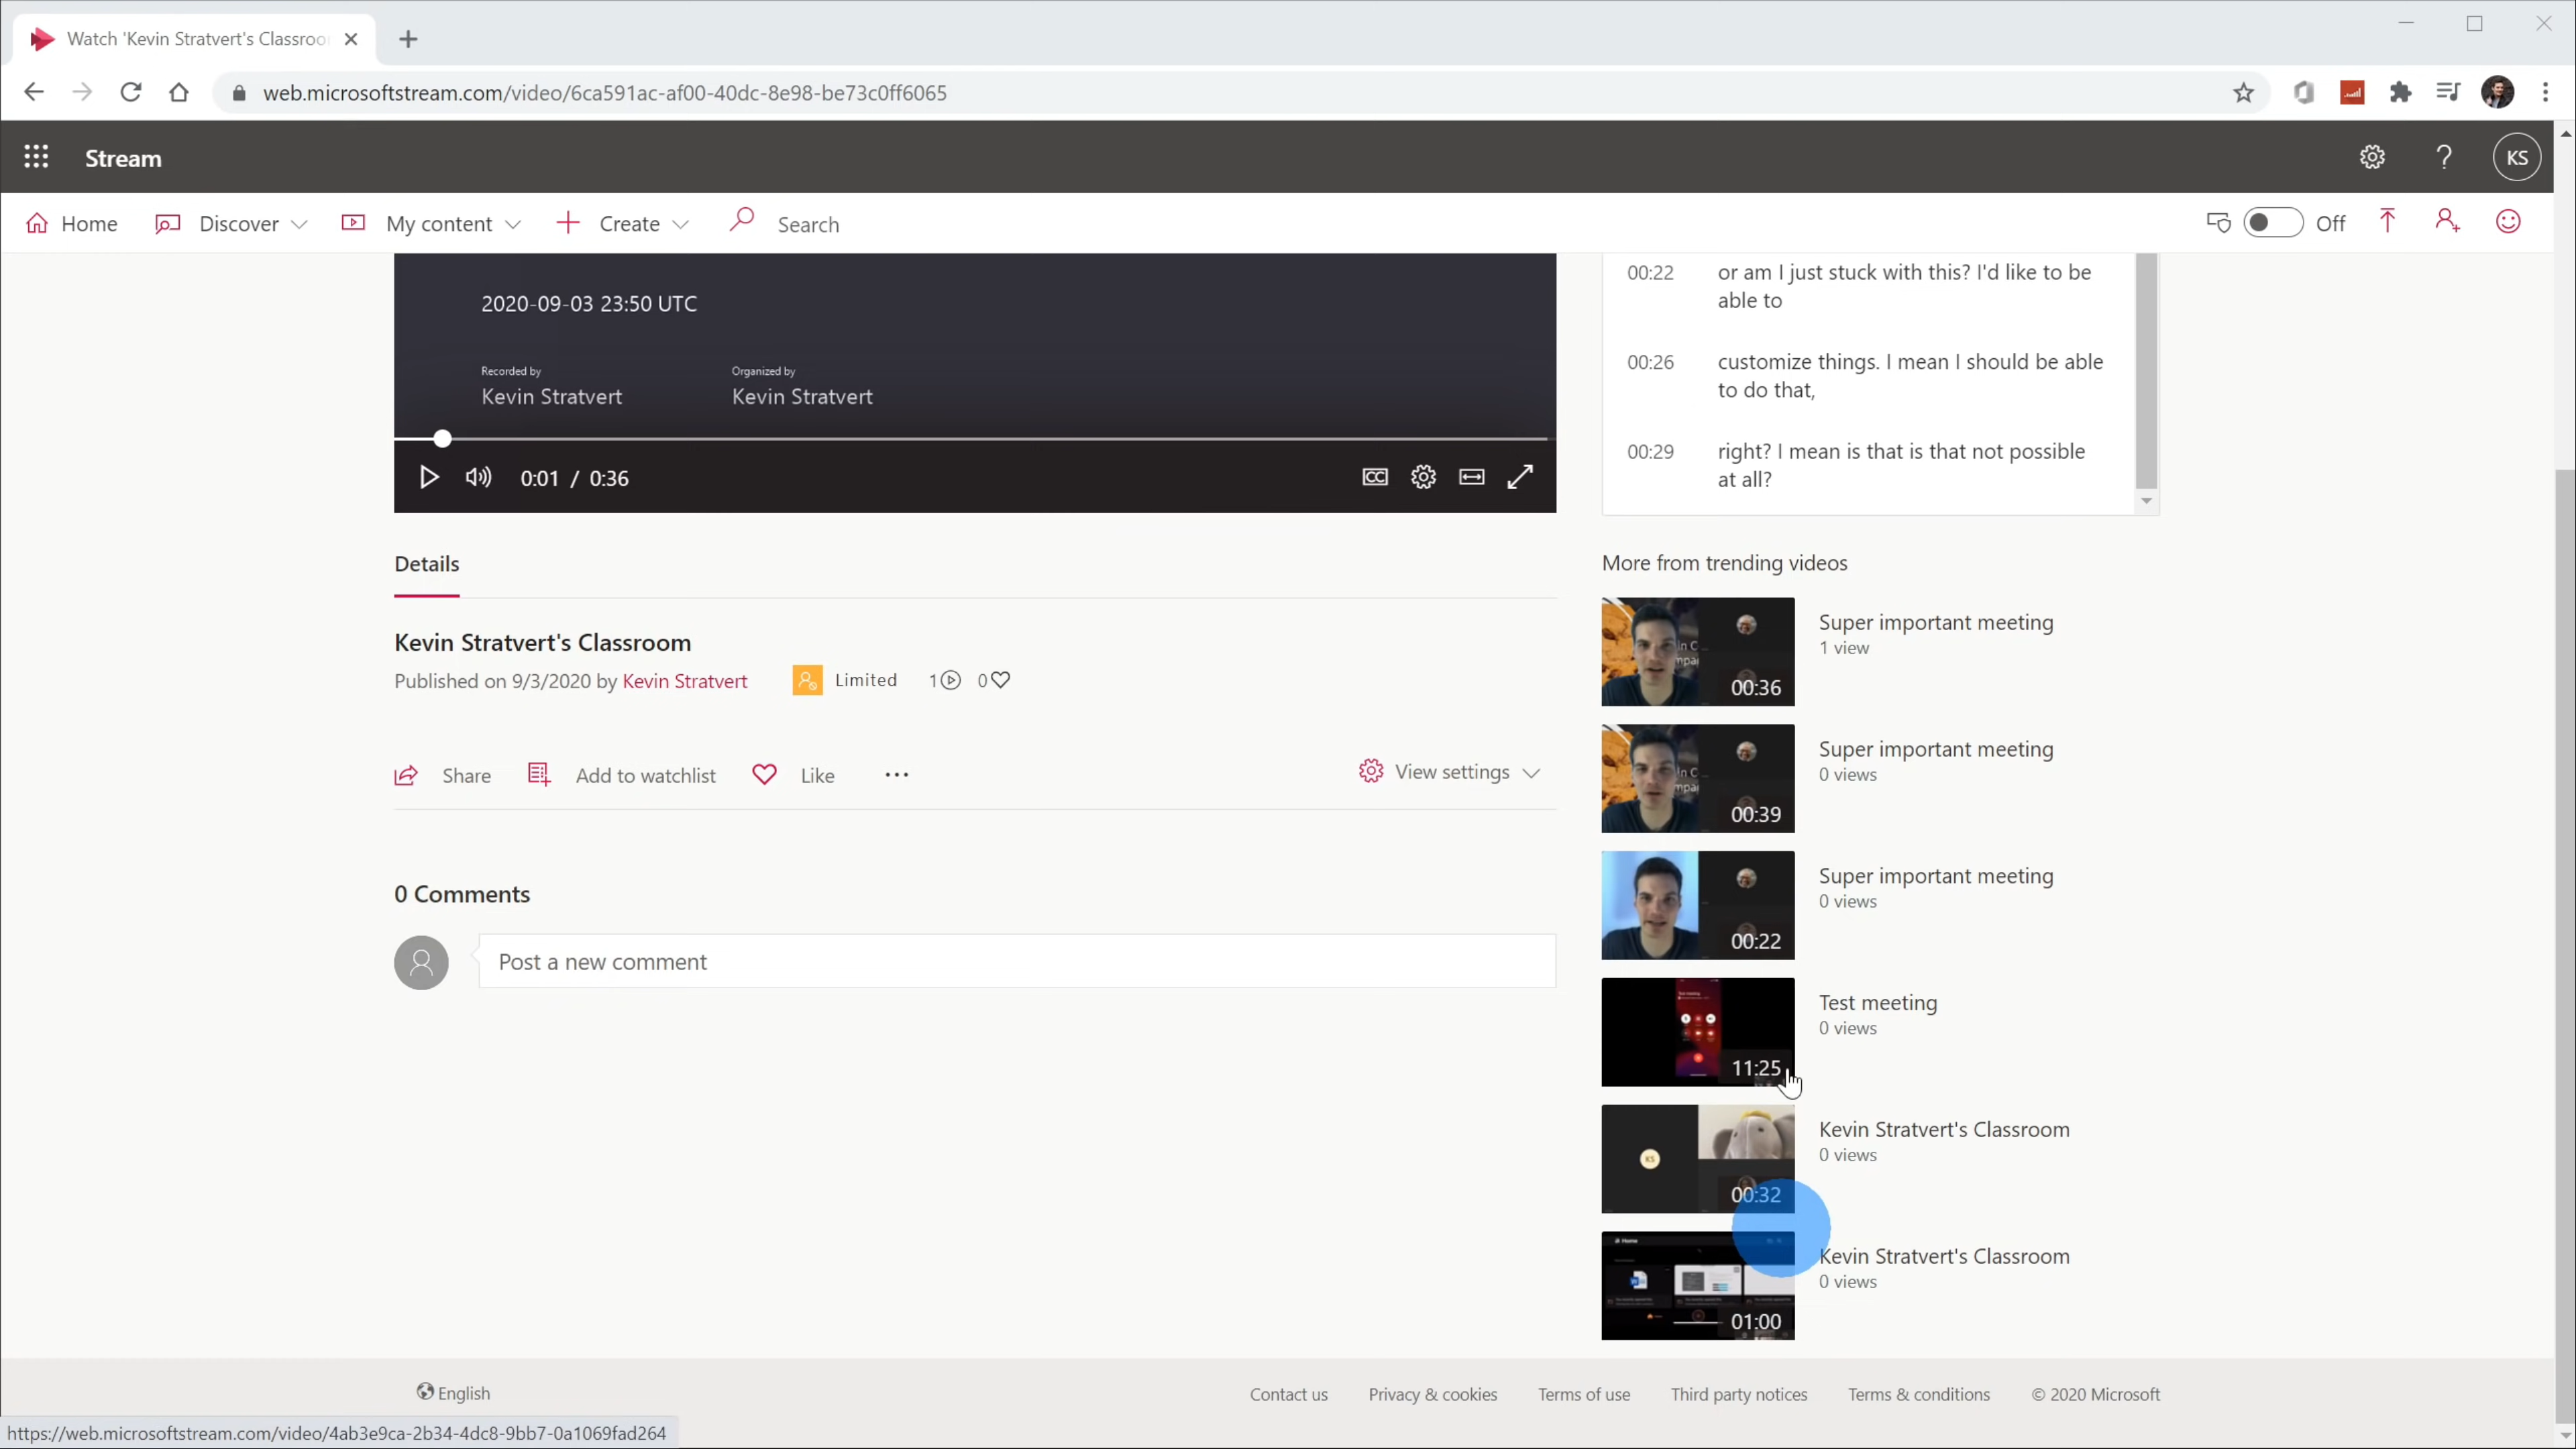 Watch 'Kevin Stratvert's Classroo
web.microsoftstream.com/video/6ca591ac-af00-40dc-8e98-be73c0ff6065
Stream
KS
Home
Discover
My content
Create
Search
Off
2020-09-03 23:50 UTC
Recorded by
Organized by
Kevin Stratvert
Kevin Stratvert
0:01 / 0:36
CC
00:22 or am I just stuck with this? I'd like to be
able to
00:26 customize things. I mean I should be able
to do that,
00:29 right? I mean is that is that not possible
at all?
Details
Kevin Stratvert's Classroom
Published on 9/3/2020 by Kevin Stratvert
Limited
1
0
Share
Add to watchlist
Like
View settings
0 Comments
Post a new comment
More from trending videos
00:36
Super important meeting
1 view
00:39
Super important meeting
0 views
00:22
Super important meeting
0 views
11:25
Test meeting
0 views
KS
00:32
Kevin Stratvert's Classroom
0 views
Home
01:00
Kevin Stratvert's Classroom
0 views
English
Contact us
Privacy & cookies
Terms of use
Third party notices
Terms & conditions
© 2020 Microsoft
https://web.microsoftstream.com/video/4ab3e9ca-2b34-4dc8-9bb7-0a1069fad264